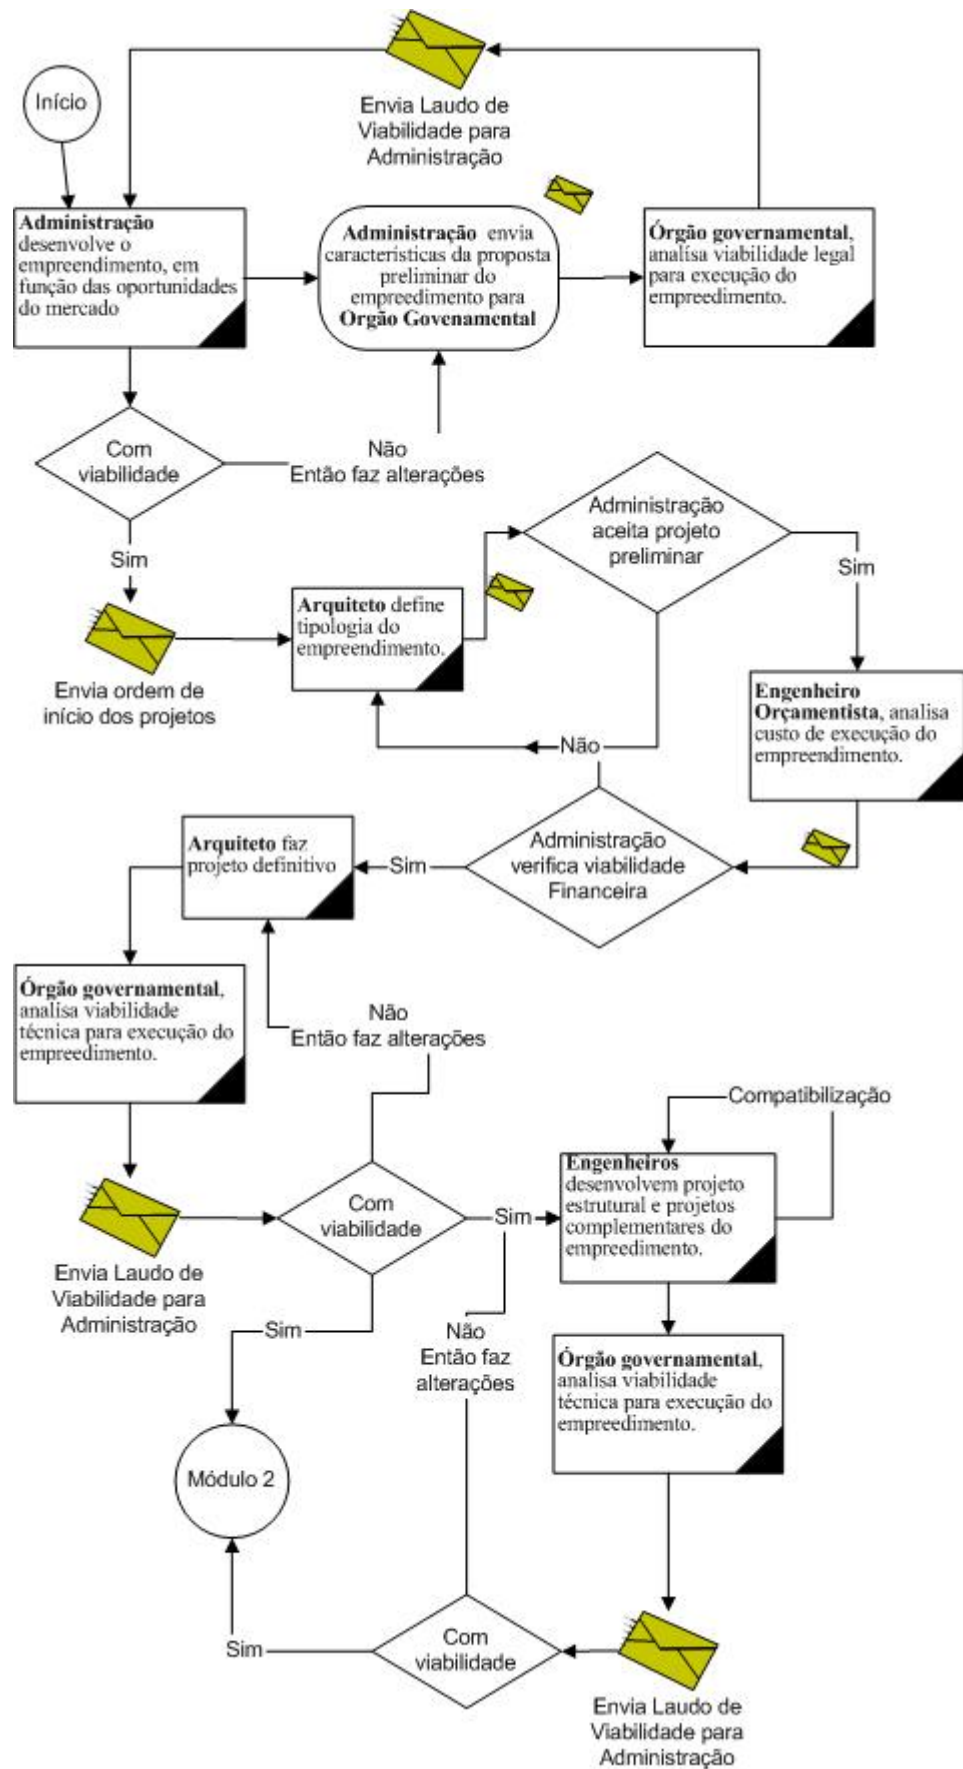 Início
Envia Laudo de
Viabilidade para
Administração
Administração
desenvolve o
empreendimento, em
função das oportunidades
do mercado
Administração envia
características da proposta
preliminar do
empreedimento para
Orgão Govenamental
Órgão governamental,
analisa viabilidade legal
para execução do
empreedimento.
Com
viabilidade
Não
Então faz alterações
Sim
Envia ordem de
início dos projetos
Arquiteto define
tipologia do
empreendimento.
Administração
aceita projeto
preliminar
Sim
Não
Engenheiro
Orçamentista, analisa
custo de execução do
empreendimento.
Administração
verifica viabilidade
Financeira
Sim
Arquiteto faz
projeto definitivo
Órgão governamental,
analisa viabilidade
técnica para execução do
empreedimento.
Não
Então faz alterações
Envia Laudo de
Viabilidade para
Administração
Com
viabilidade
Sim
Sim
Compatibilização
Engenheiros
desenvolvem projeto
estrutural e projetos
complementares do
empreedimento.
Não
Então faz
alterações
Órgão governamental,
analisa viabilidade
técnica para execução do
empreedimento.
Módulo 2
Sim
Com
viabilidade
Envia Laudo de
Viabilidade para
Administração